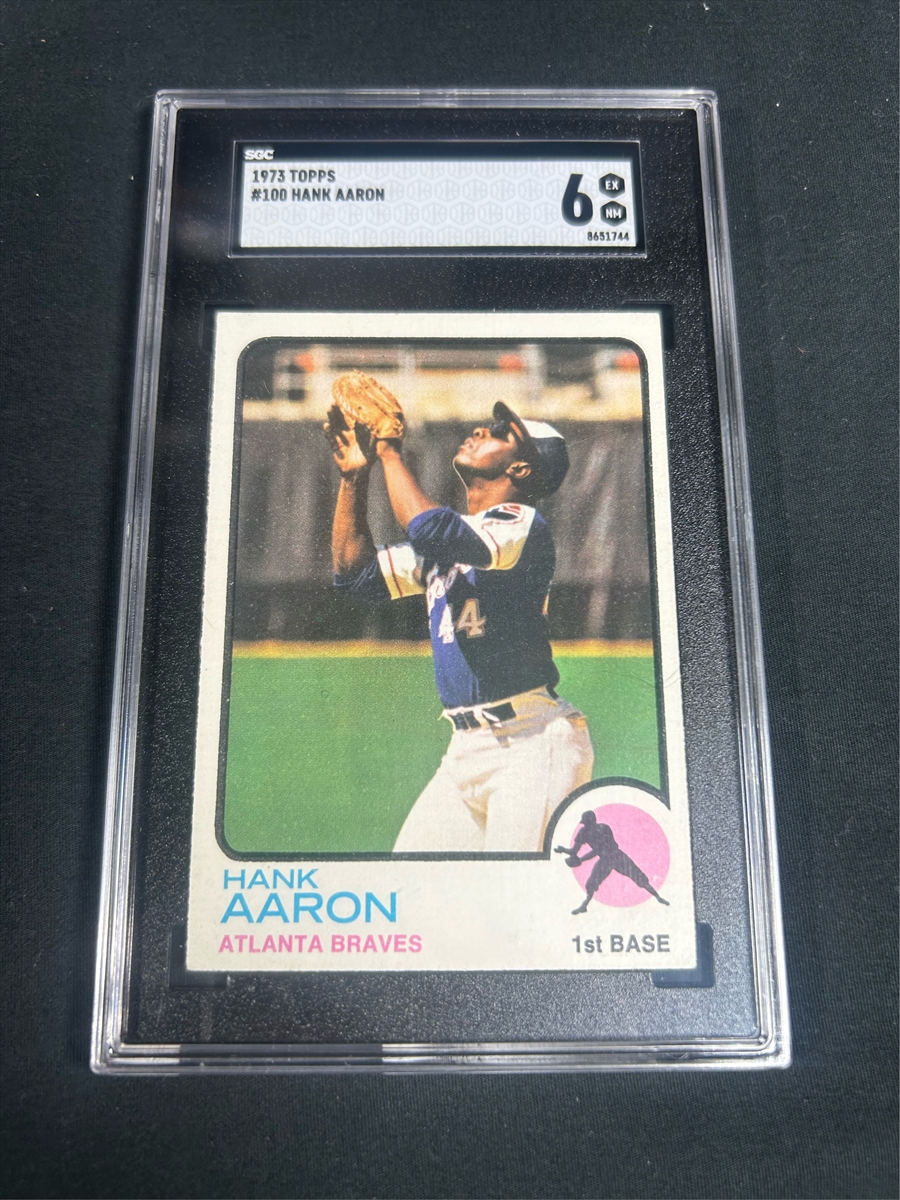 SGC
1973 TOPPS
#100 HANK AARON
6
EX
NM
8651744
44
HANK
AARON
ATLANTA BRAVES
1st BASE